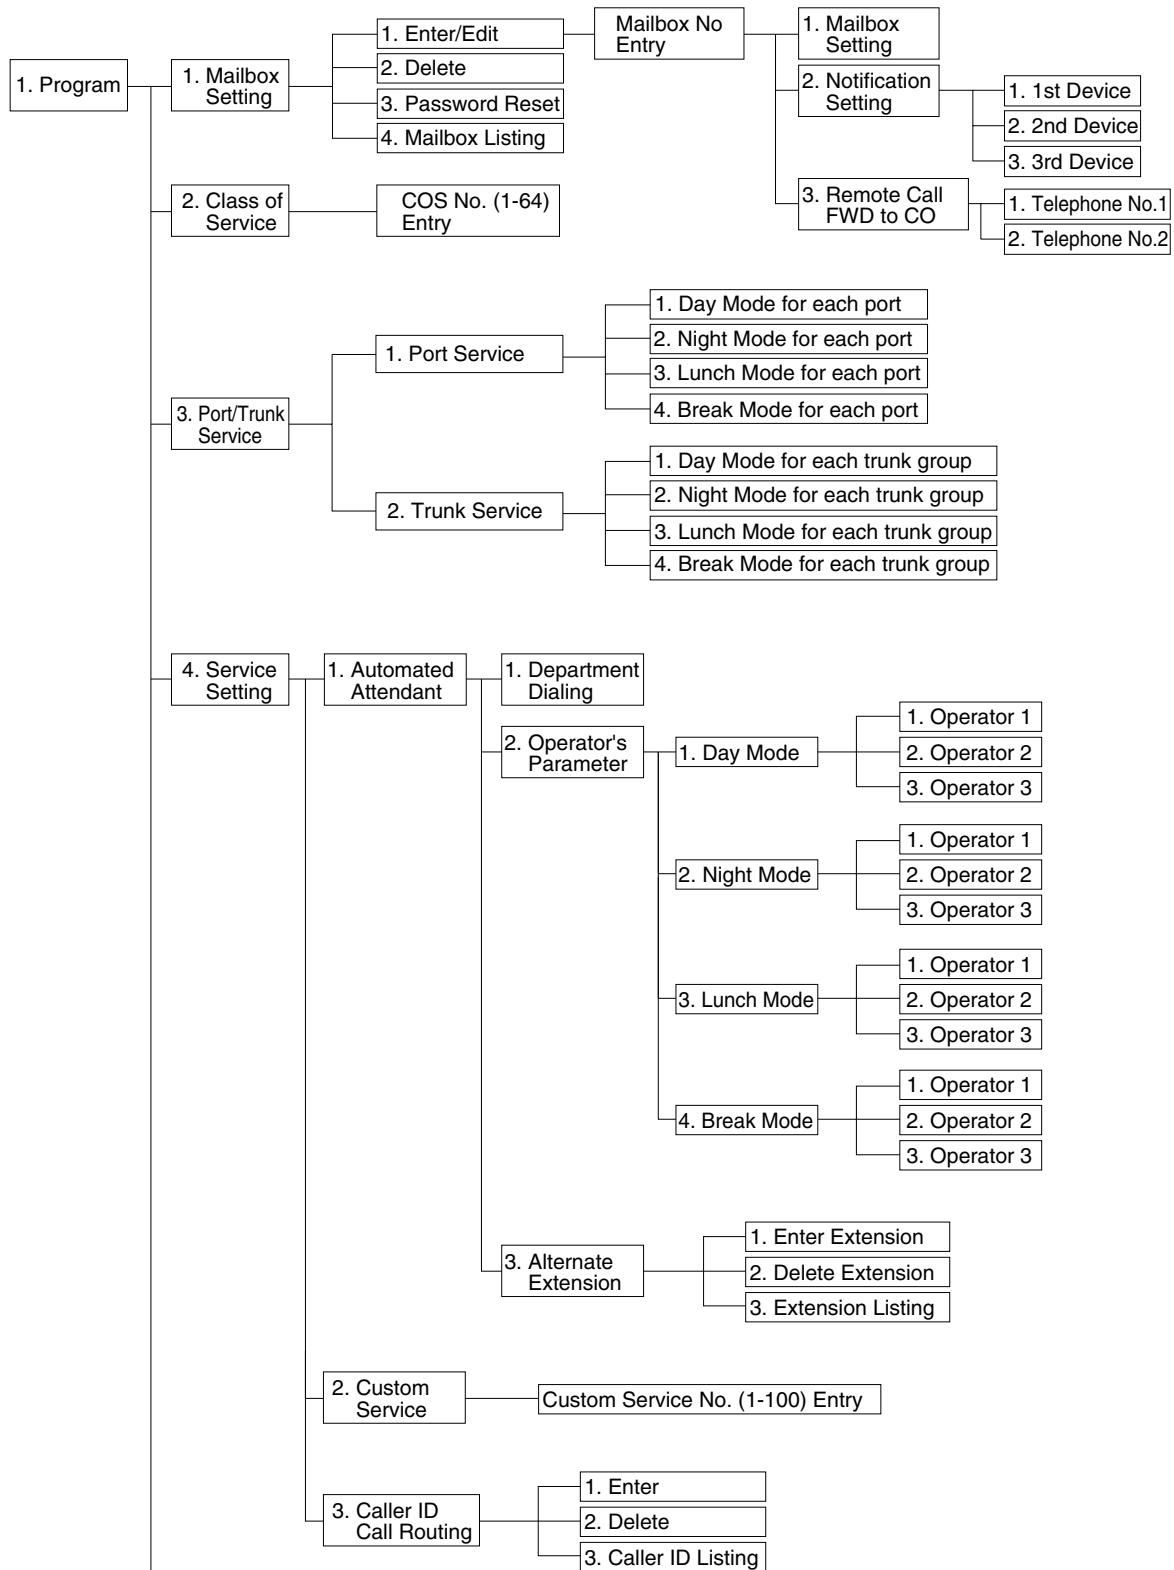 1. Program
1. Mailbox
Setting
1. Enter/Edit
2. Delete
3. Password Reset
4. Mailbox Listing
Mailbox No
Entry
1. Mailbox
Setting
2. Notification
Setting
1. 1st Device
2. 2nd Device
3. 3rd Device
3. Remote Call
FWD to CO
1. Telephone No.1
2. Telephone No.2
2. Class of
Service
COS No. (1-64)
Entry
3. Port/Trunk
Service
1. Port Service
1. Day Mode for each port
2. Night Mode for each port
3. Lunch Mode for each port
4. Break Mode for each port
2. Trunk Service
1. Day Mode for each trunk group
2. Night Mode for each trunk group
3. Lunch Mode for each trunk group
4. Break Mode for each trunk group
4. Service
Setting
1. Automated
Attendant
1. Department
Dialing
2. Operator's
Parameter
1. Day Mode
1. Operator 1
2. Operator 2
3. Operator 3
2. Night Mode
1. Operator 1
2. Operator 2
3. Operator 3
3. Lunch Mode
1. Operator 1
2. Operator 2
3. Operator 3
4. Break Mode
1. Operator 1
2. Operator 2
3. Operator 3
3. Alternate
Extension
1. Enter Extension
2. Delete Extension
3. Extension Listing
2. Custom
Service
Custom Service No. (1-100) Entry
3. Caller ID
Call Routing
1. Enter
2. Delete
3. Caller ID Listing